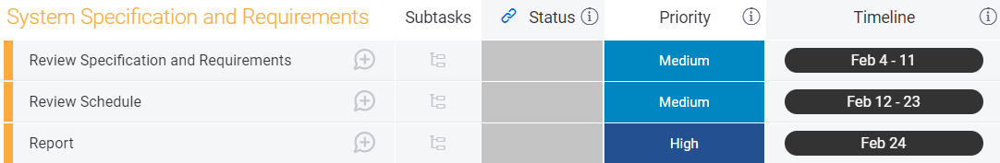 System Specification and Requirements Subtasks Status Priority Timeline
Review Specification and Requirements Medium Feb 4 - 11
Review Schedule Medium Feb 12 - 23
Report High Feb 24